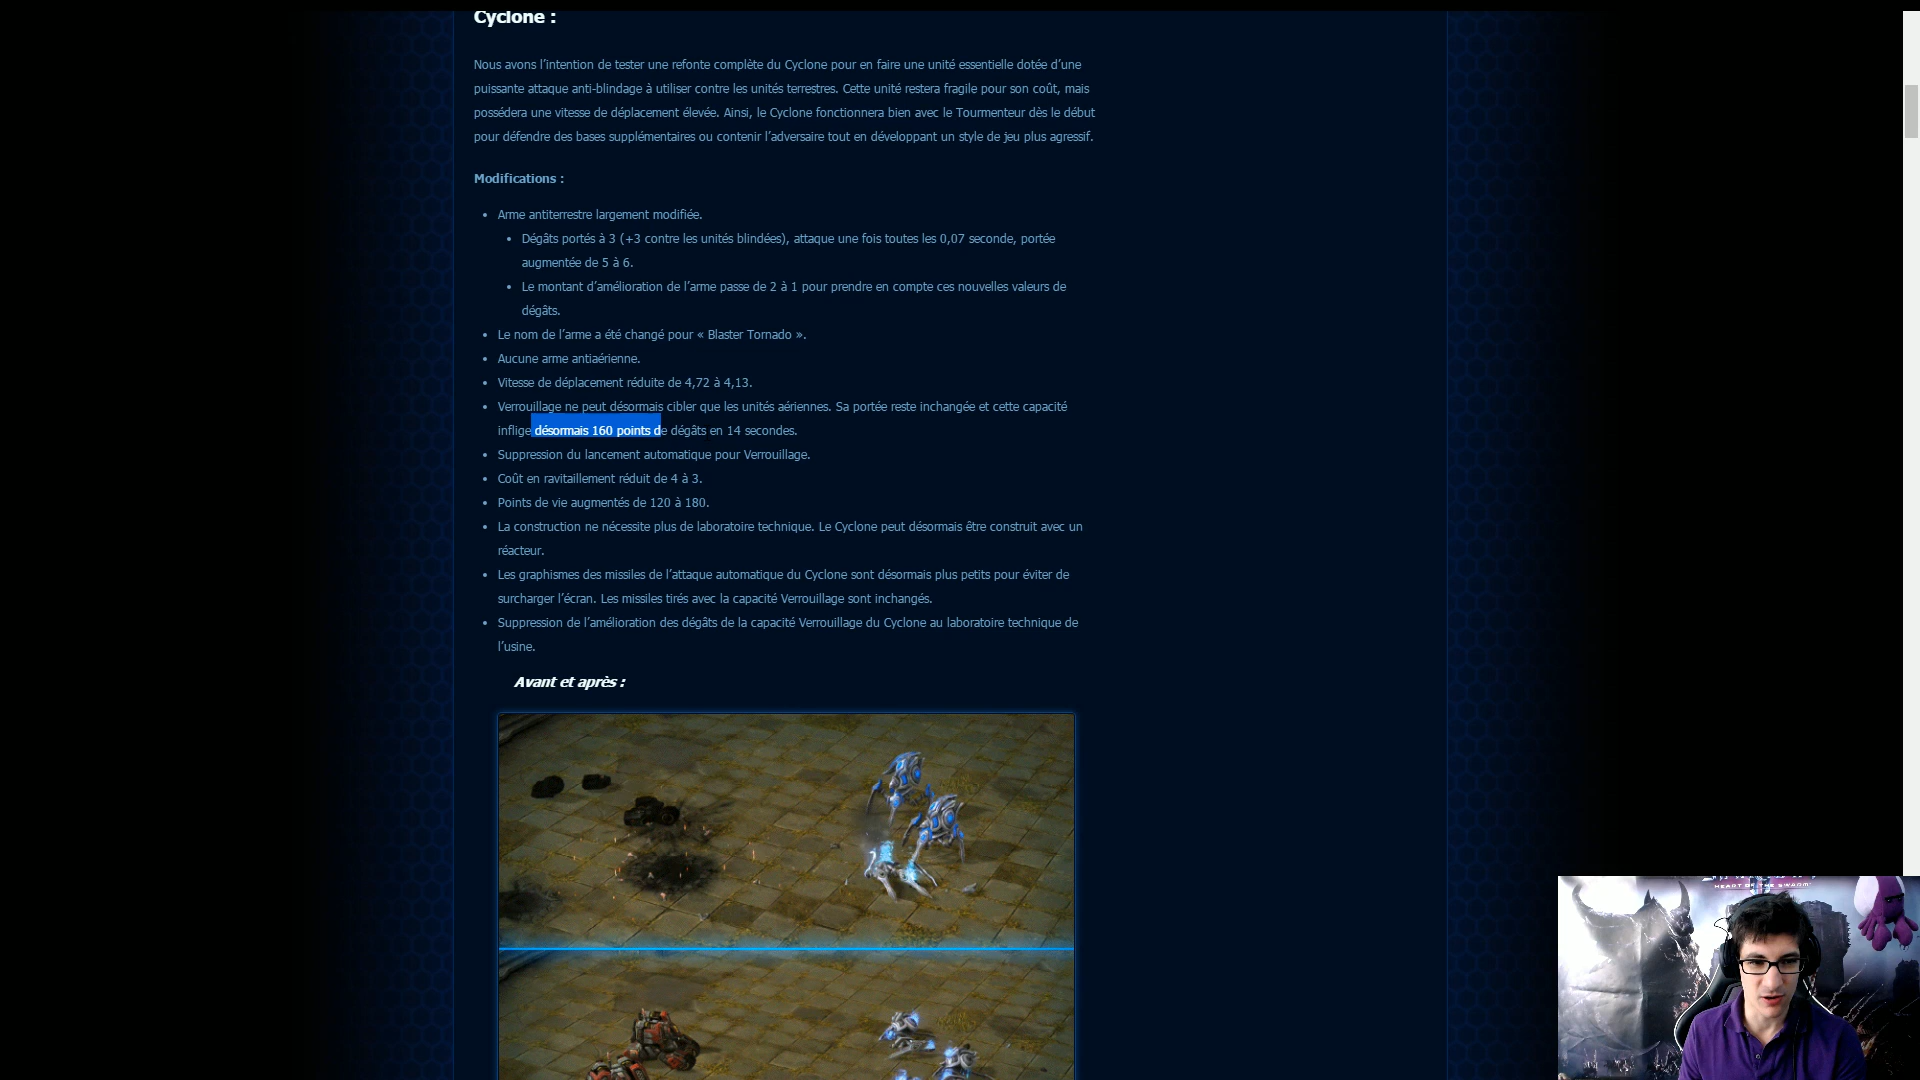 Cyclone :
Nous avons l’intention de tester une refonte complète du Cyclone pour en faire une unité essentielle dotée d’une
puissante attaque anti-blindage à utiliser contre les unités terrestres. Cette unité restera fragile pour son coût, mais
possédera une vitesse de déplacement élevée. Ainsi, le Cyclone fonctionnera bien avec le Tourmenteur dès le début
pour défendre des bases supplémentaires ou contenir l’adversaire tout en développant un style de jeu plus agressif.
Modifications :
• Arme antiterrestre largement modifiée.
• Dégâts portés à 3 (+3 contre les unités blindées), attaque une fois toutes les 0,07 seconde, portée
augmentée de 5 à 6.
• Le montant d’amélioration de l’arme passe de 2 à 1 pour prendre en compte ces nouvelles valeurs de
dégâts.
• Le nom de l’arme a été changé pour « Blaster Tornado ».
• Aucune arme antiaérienne.
• Vitesse de déplacement réduite de 4,72 à 4,13.
• Verrouillage ne peut désormais cibler que les unités aériennes. Sa portée reste inchangée et cette capacité
inflige désormais 160 points de dégâts en 14 secondes.
• Suppression du lancement automatique pour Verrouillage.
• Coût en ravitaillement réduit de 4 à 3.
• Points de vie augmentés de 120 à 180.
• La construction ne nécessite plus de laboratoire technique. Le Cyclone peut désormais être construit avec un
réacteur.
• Les graphismes des missiles de l’attaque automatique du Cyclone sont désormais plus petits pour éviter de
surcharger l’écran. Les missiles tirés avec la capacité Verrouillage sont inchangés.
• Suppression de l’amélioration des dégâts de la capacité Verrouillage du Cyclone au laboratoire technique de
l’usine.
Avant et après :
HEART OF THE SWARM